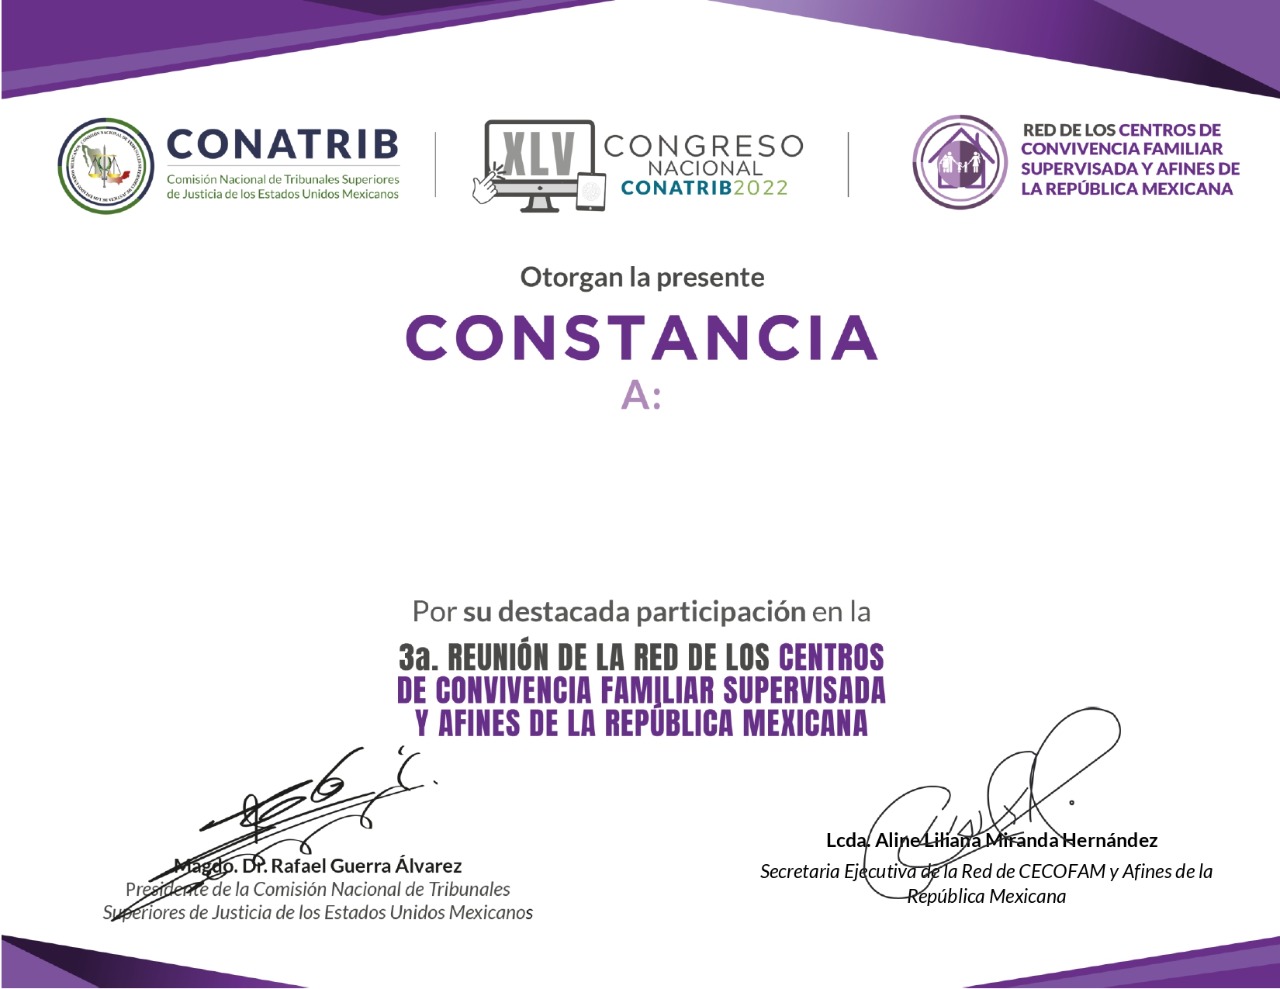 CONATRIB
Comisión Nacional de Tribunales Superiores
de Justicia de los Estados Unidos Mexicanos
XLV
CONGRESO
NACIONAL
CONATRIB2022
RED DE LOS CENTROS DE
CONVIVENCIA FAMILIAR
SUPERVISADA Y AFINES DE
LA REPÚBLICA MEXICANA
Otorgan la presente
CONSTANCIA
A:
Por su destacada participación en la
3a. REUNIÓN DE LA RED DE LOS CENTROS
DE CONVIVENCIA FAMILIAR SUPERVISADA
Y AFINES DE LA REPÚBLICA MEXICANA
Magdo. Dr. Rafael Guerra Álvarez
Presidente de la Comisión Nacional de Tribunales
Superiores de Justicia de los Estados Unidos Mexicanos
Lcda. Aline Liliana Miranda Hernández
Secretaria Ejecutiva de la Red de CECOFAM y Afines de la
República Mexicana